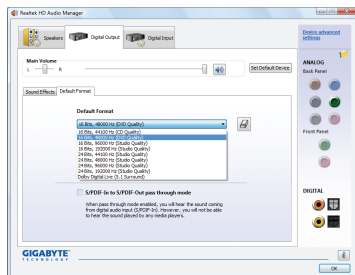 Realtek HD Audio Manager
Speakers
Digital Output
Digital Input
Device advanced settings
Main Volume
L
R
Set Default Device
ANALOG
Back Panel
Sound Effects
Default Format
Default Format
16 Bits, 48000 Hz (DVD Quality)
16 Bits, 44100 Hz (CD Quality)
16 Bits, 48000 Hz (DVD Quality)
16 Bits, 96000 Hz (Studio Quality)
16 Bits, 192000 Hz (Studio Quality)
24 Bits, 44100 Hz (Studio Quality)
24 Bits, 48000 Hz (Studio Quality)
24 Bits, 96000 Hz (Studio Quality)
24 Bits, 192000 Hz (Studio Quality)
Dolby Digital Live (5.1 Surround)
Front Panel
S/PDIF-In to S/PDIF-Out pass through mode
When pass through mode enabled, you will hear the sound coming
from digital audio input (S/PDIF-In). However, you will not be able
to hear the sound played by any media players.
DIGITAL
GIGABYTE
TECHNOLOGY
i
OK